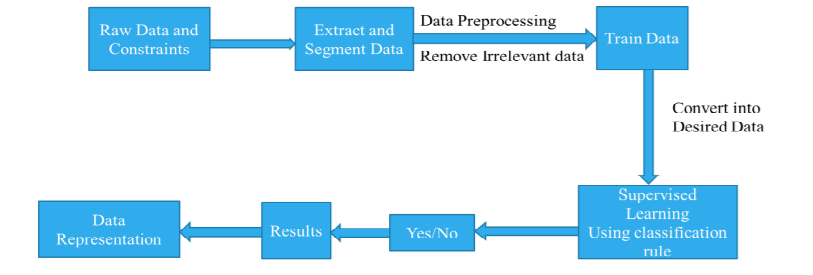 Raw Data and
Constraints
Extract and
Segment Data
Data Preprocessing
Remove Irrelevant data
Train Data
Convert into
Desired Data
Supervised
Learning
Using classification
rule
Yes/No
Results
Data
Representation